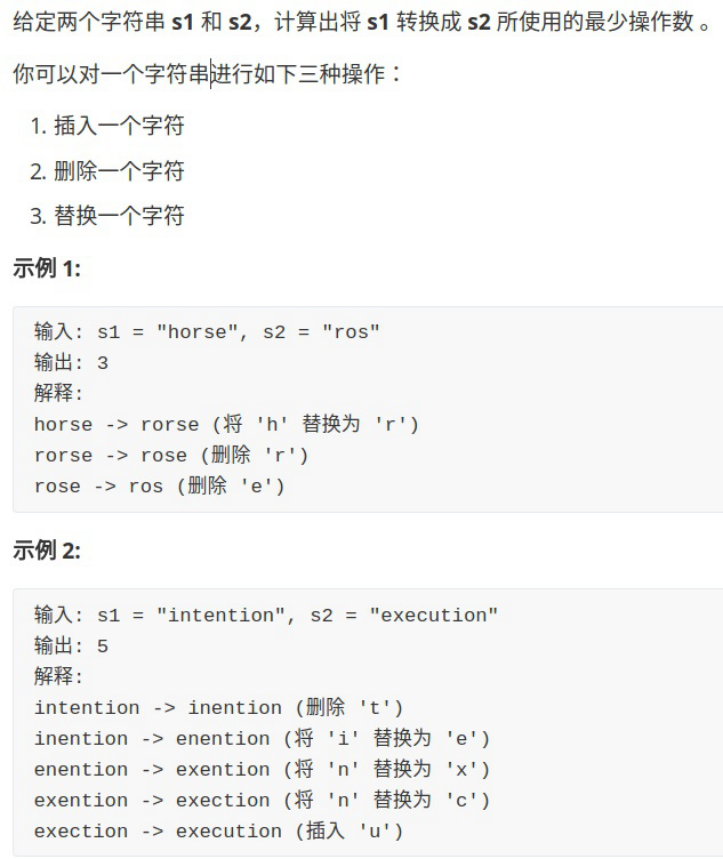 给定两个字符串 s1 和 s2，计算出将 s1 转换成 s2 所使用的最少操作数 。
你可以对一个字符串进行如下三种操作：
1. 插入一个字符
2. 删除一个字符
3. 替换一个字符
示例 1:
输入: s1 = "horse", s2 = "ros"
输出: 3
解释:
horse -> rorse (将 'h' 替换为 'r')
rorse -> rose (删除 'r')
rose -> ros (删除 'e')
示例 2:
输入: s1 = "intention", s2 = "execution"
输出: 5
解释:
intention -> inention (删除 't')
inention -> enention (将 'i' 替换为 'e')
enention -> exention (将 'n' 替换为 'x')
exention -> exection (将 'n' 替换为 'c')
exection -> execution (插入 'u')